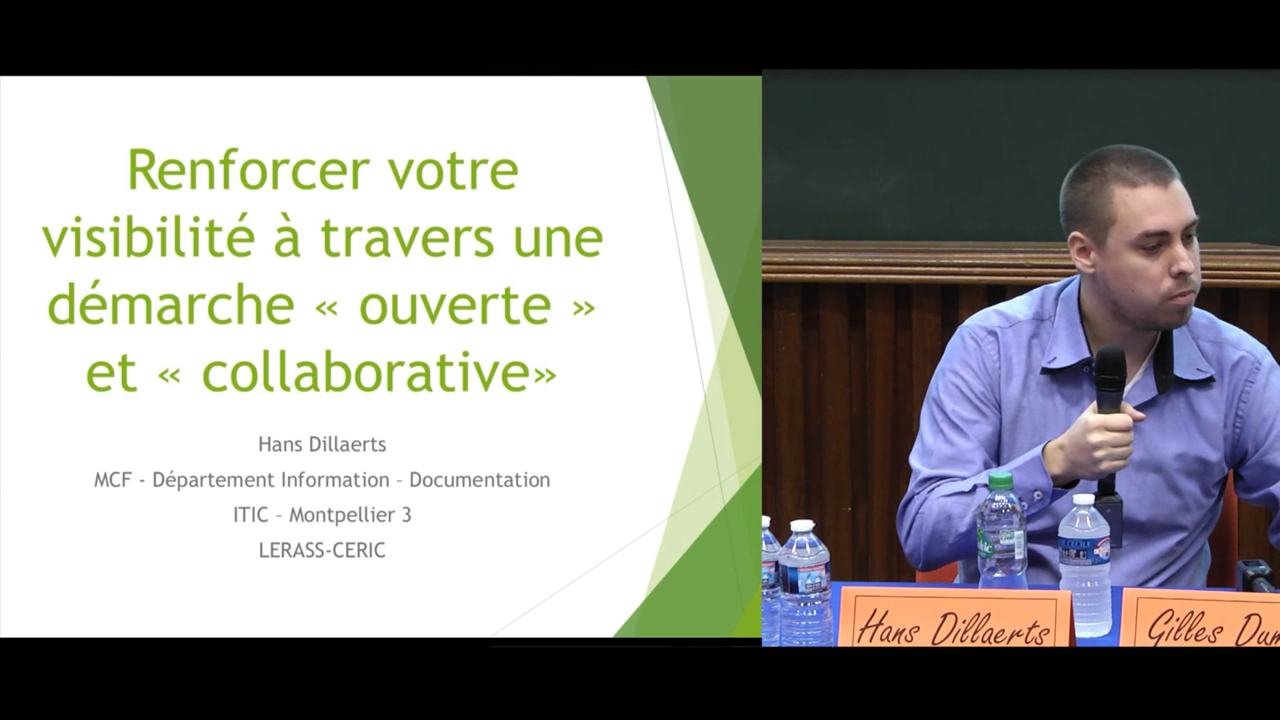 Renforcer votre
visibilité à travers une
démarche « ouverte »
et « collaborative»
Hans Dillaerts
MCF - Département Information – Documentation
ITIC – Montpellier 3
LERASS-CERIC
Hans Dillaerts
Gilles